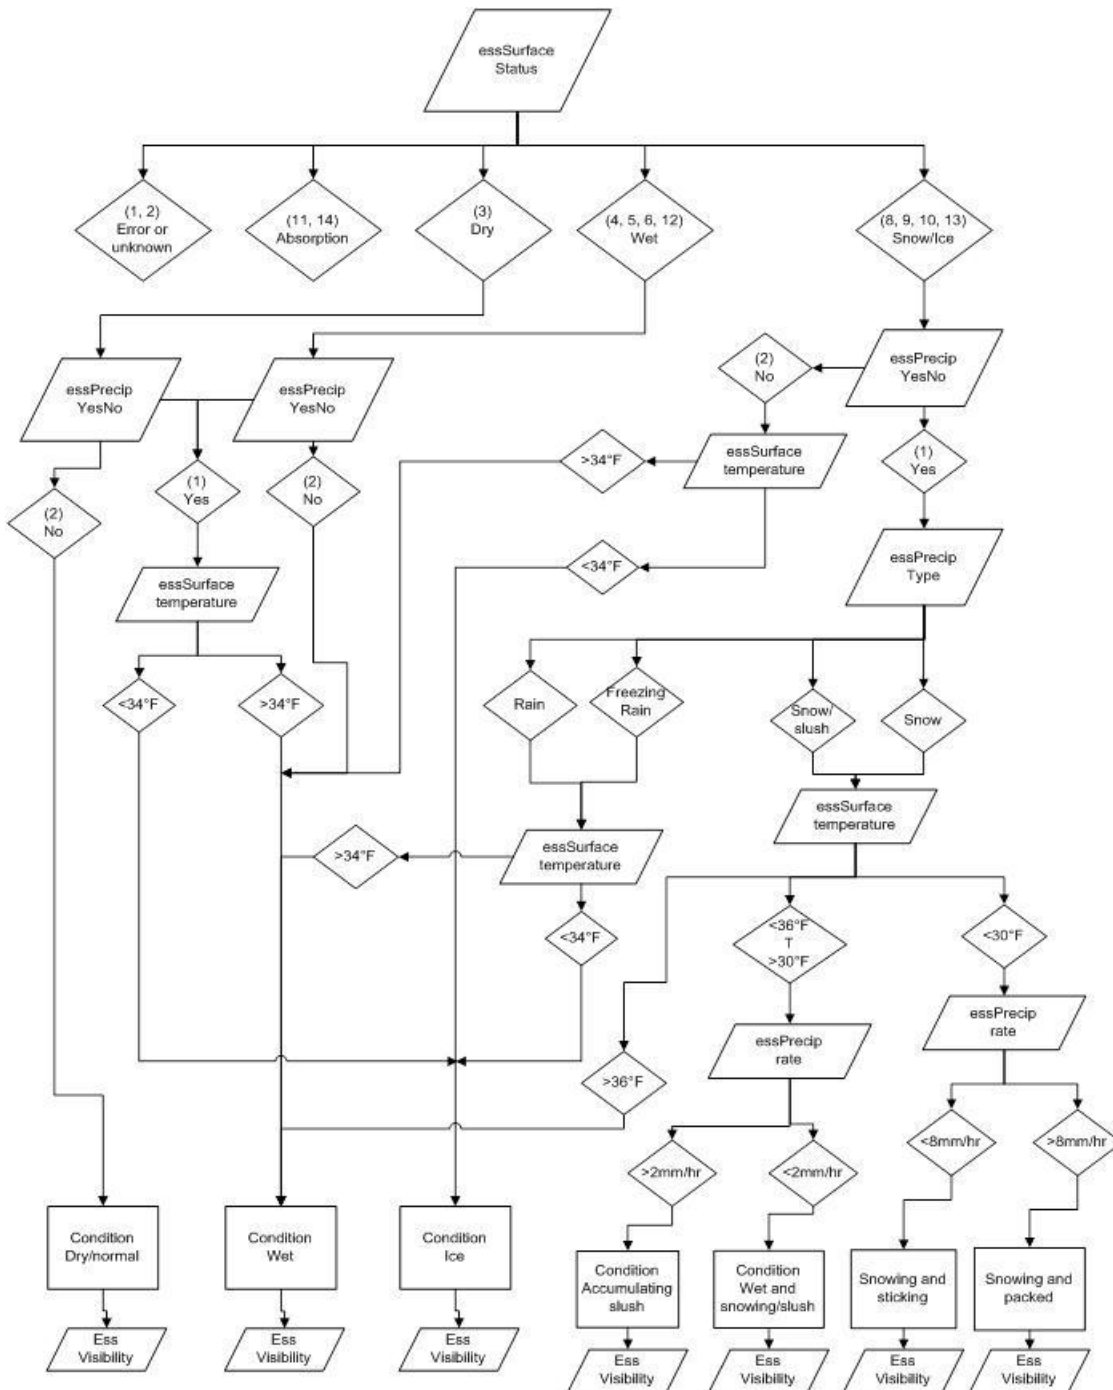 essSurface
Status
(1, 2)
Error or
unknown
(11, 14)
Absorption
(3)
Dry
(4, 5, 6, 12)
Wet
(8, 9, 10, 13)
Snow/Ice
essPrecip
YesNo
essPrecip
YesNo
(2)
No
essPrecip
YesNo
(2)
No
(1)
Yes
(2)
No
>34°F
essSurface
temperature
(1)
Yes
<34°F
essPrecip
Type
essSurface
temperature
<34°F
>34°F
Rain
Freezing
Rain
Snow/
slush
Snow
essSurface
temperature
>34°F
essSurface
temperature
<34°F
<36°F
T
>30°F
<30°F
essPrecip
rate
essPrecip
rate
>36°F
>2mm/hr
<2mm/hr
<8mm/hr
>8mm/hr
Condition
Dry/normal
Condition
Wet
Condition
Ice
Condition
Accumulating
slush
Condition
Wet and
snowing/slush
Snowing and
sticking
Snowing and
packed
Ess
Visibility
Ess
Visibility
Ess
Visibility
Ess
Visibility
Ess
Visibility
Ess
Visibility
Ess
Visibility